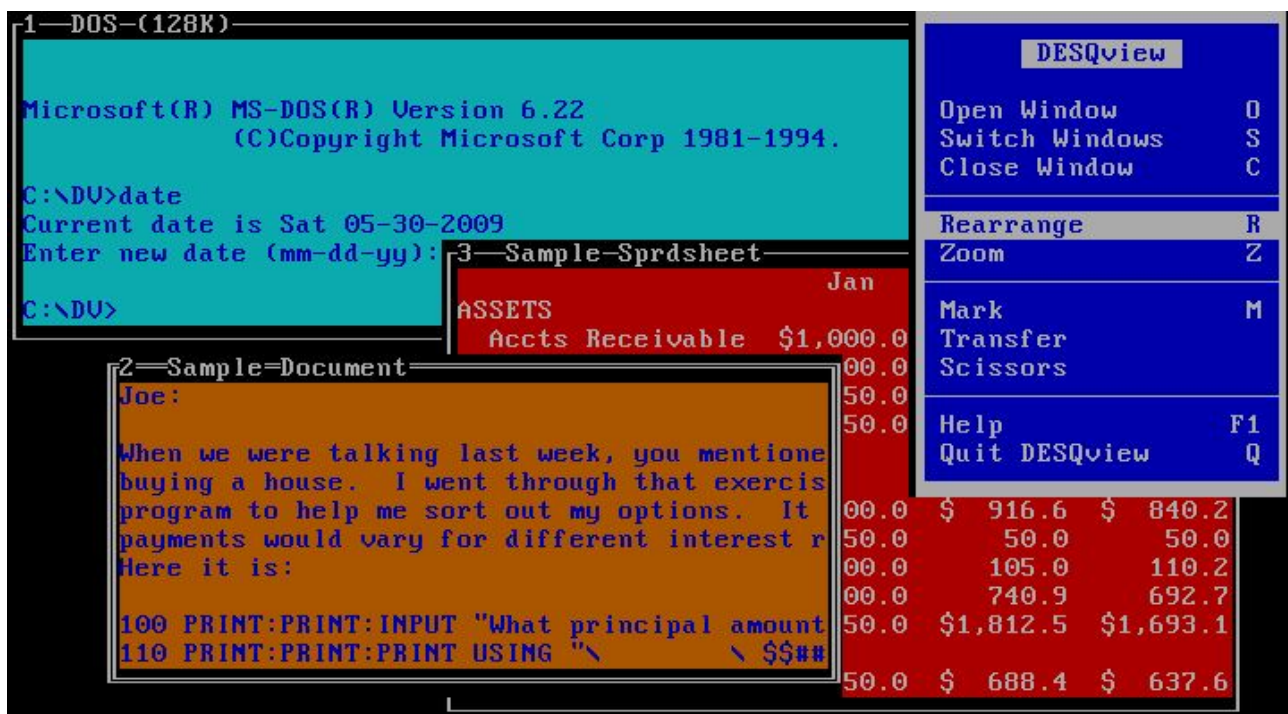 1 DOS-(128K)
Microsoft(R) MS-DOS(R) Version 6.22
(C)Copyright Microsoft Corp 1981-1994.
C:\DV>date
Current date is Sat 05-30-2009
Enter new date (mm-dd-yy):
C:\DV>
3 Sample-Sprdsheet
Jan
ASSETS
Accts Receivable $1,000.0
00.0
50.0
50.0
00.0 $ 916.6 $ 840.2
50.0 50.0 50.0
00.0 105.0 110.2
00.0 740.9 692.7
50.0 $1,812.5 $1,693.1
50.0 $ 688.4 $ 637.6
2 Sample=Document
Joe:
When we were talking last week, you mentione
buying a house. I went through that exercis
program to help me sort out my options. It
payments would vary for different interest r
Here it is:
100 PRINT:PRINT:INPUT "What principal amount
110 PRINT:PRINT:PRINT USING "\ \ $$##
DESQview
Open Window O
Switch Windows S
Close Window C
Rearrange R
Zoom Z
Mark M
Transfer
Scissors
Help F1
Quit DESQview Q